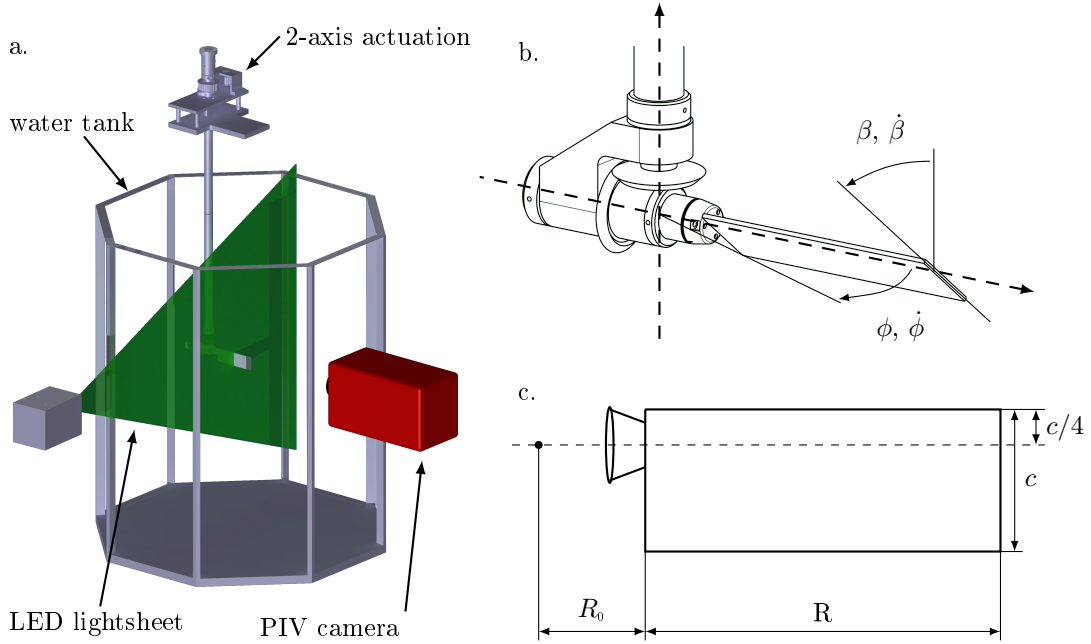 a.
2-axis actuation
water tank
LED lightsheet
PIV camera
b.
β, β̇
ϕ, ϕ̇
c.
c/4
c
R₀
R